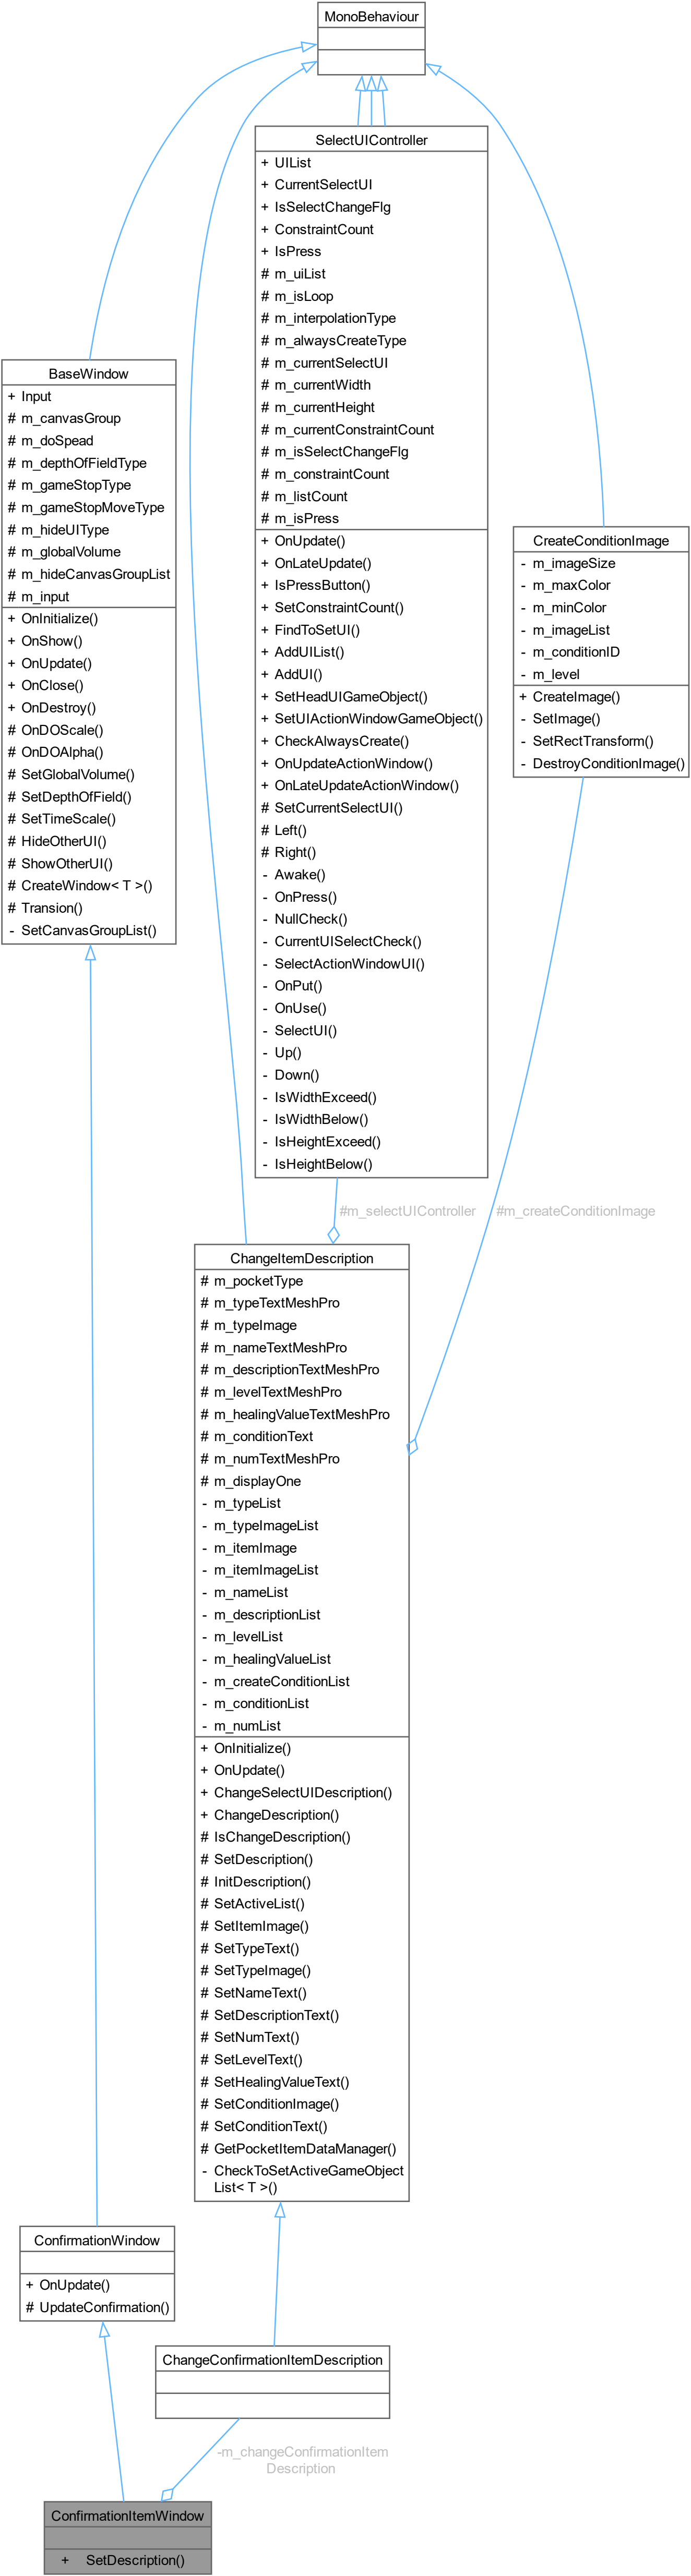 MonoBehaviour
SelectUIController
+ UIList
+ CurrentSelectUI
+ IsSelectChangeFlg
+ ConstraintCount
+ IsPress
# m_uiList
# m_isLoop
# m_interpolationType
# m_alwaysCreateType
# m_currentSelectUI
# m_currentWidth
# m_currentHeight
# m_currentConstraintCount
# m_isSelectChangeFlg
# m_constraintCount
# m_listCount
# m_isPress
+ OnUpdate()
+ OnLateUpdate()
+ IsPressButton()
+ SetConstraintCount()
+ FindToSetUI()
+ AddUIList()
+ AddUI()
+ SetHeadUIGameObject()
+ SetUIActionWindowGameObject()
+ CheckAlwaysCreate()
+ OnUpdateActionWindow()
+ OnLateUpdateActionWindow()
# SetCurrentSelectUI()
# Left()
# Right()
- Awake()
- OnPress()
- NullCheck()
- CurrentUISelectCheck()
- SelectActionWindowUI()
- OnPut()
- OnUse()
- SelectUI()
- Up()
- Down()
- IsWidthExceed()
- IsWidthBelow()
- IsHeightExceed()
- IsHeightBelow()
BaseWindow
+ Input
# m_canvasGroup
# m_doSpead
# m_depthOfFieldType
# m_gameStopType
# m_gameStopMoveType
# m_hideUIType
# m_globalVolume
# m_hideCanvasGroupList
# m_input
+ OnInitialize()
+ OnShow()
+ OnUpdate()
+ OnClose()
+ OnDestroy()
# OnDOScale()
# OnDOAlpha()
# SetGlobalVolume()
# SetDepthOfField()
# SetTimeScale()
# HideOtherUI()
# ShowOtherUI()
# CreateWindow< T >()
# Transion()
- SetCanvasGroupList()
CreateConditionImage
- m_imageSize
- m_maxColor
- m_minColor
- m_imageList
- m_conditionID
- m_level
+ CreateImage()
- SetImage()
- SetRectTransform()
- DestroyConditionImage()
#m_selectUIController
#m_createConditionImage
ChangeItemDescription
# m_pocketType
# m_typeTextMeshPro
# m_typeImage
# m_nameTextMeshPro
# m_descriptionTextMeshPro
# m_levelTextMeshPro
# m_healingValueTextMeshPro
# m_conditionText
# m_numTextMeshPro
# m_displayOne
- m_typeList
- m_typeImageList
- m_itemImage
- m_itemImageList
- m_nameList
- m_descriptionList
- m_levelList
- m_healingValueList
- m_createConditionList
- m_conditionList
- m_numList
+ OnInitialize()
+ OnUpdate()
+ ChangeSelectUIDescription()
+ ChangeDescription()
# IsChangeDescription()
# SetDescription()
# InitDescription()
# SetActiveList()
# SetItemImage()
# SetTypeText()
# SetTypeImage()
# SetNameText()
# SetDescriptionText()
# SetNumText()
# SetLevelText()
# SetHealingValueText()
# SetConditionImage()
# SetConditionText()
# GetPocketItemDataManager()
- CheckToSetActiveGameObject
List< T >()
ConfirmationWindow
+ OnUpdate()
# UpdateConfirmation()
ChangeConfirmationItemDescription
-m_changeConfirmationItem
Description
ConfirmationItemWindow
+ SetDescription()